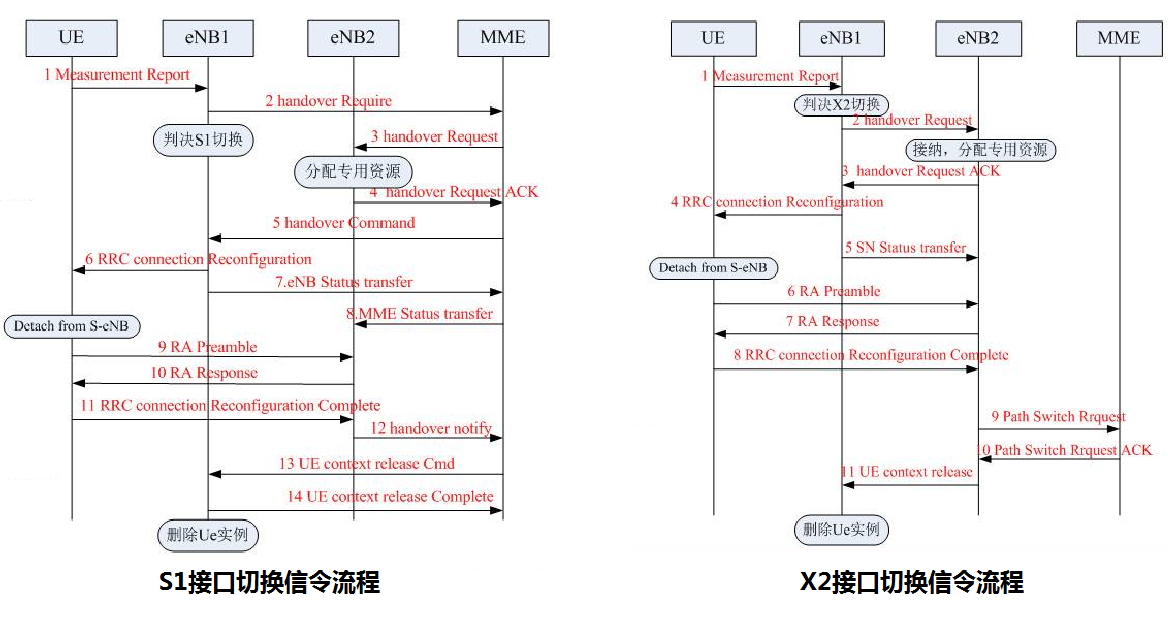 UE
eNB1
eNB2
MME
1 Measurement Report
2 handover Require
判决S1切换
3 handover Request
分配专用资源
4 handover Request ACK
5 handover Command
6 RRC connection Reconfiguration
7.eNB Status transfer
8.MME Status transfer
Detach from S-eNB
9 RA Preamble
10 RA Response
11 RRC connection Reconfiguration Complete
12 handover notify
13 UE context release Cmd
14 UE context release Complete
删除Ue实例
S1接口切换信令流程
UE
eNB1
eNB2
MME
1 Measurement Report
判决X2切换
2 handover Request
接纳，分配专用资源
3 handover Request ACK
4 RRC connection Reconfiguration
5 SN Status transfer
Detach from S-eNB
6 RA Preamble
7 RA Response
8 RRC connection Reconfiguration Complete
9 Path Switch Rrquest
10 Path Switch Rrquest ACK
11 UE context release
删除Ue实例
X2接口切换信令流程